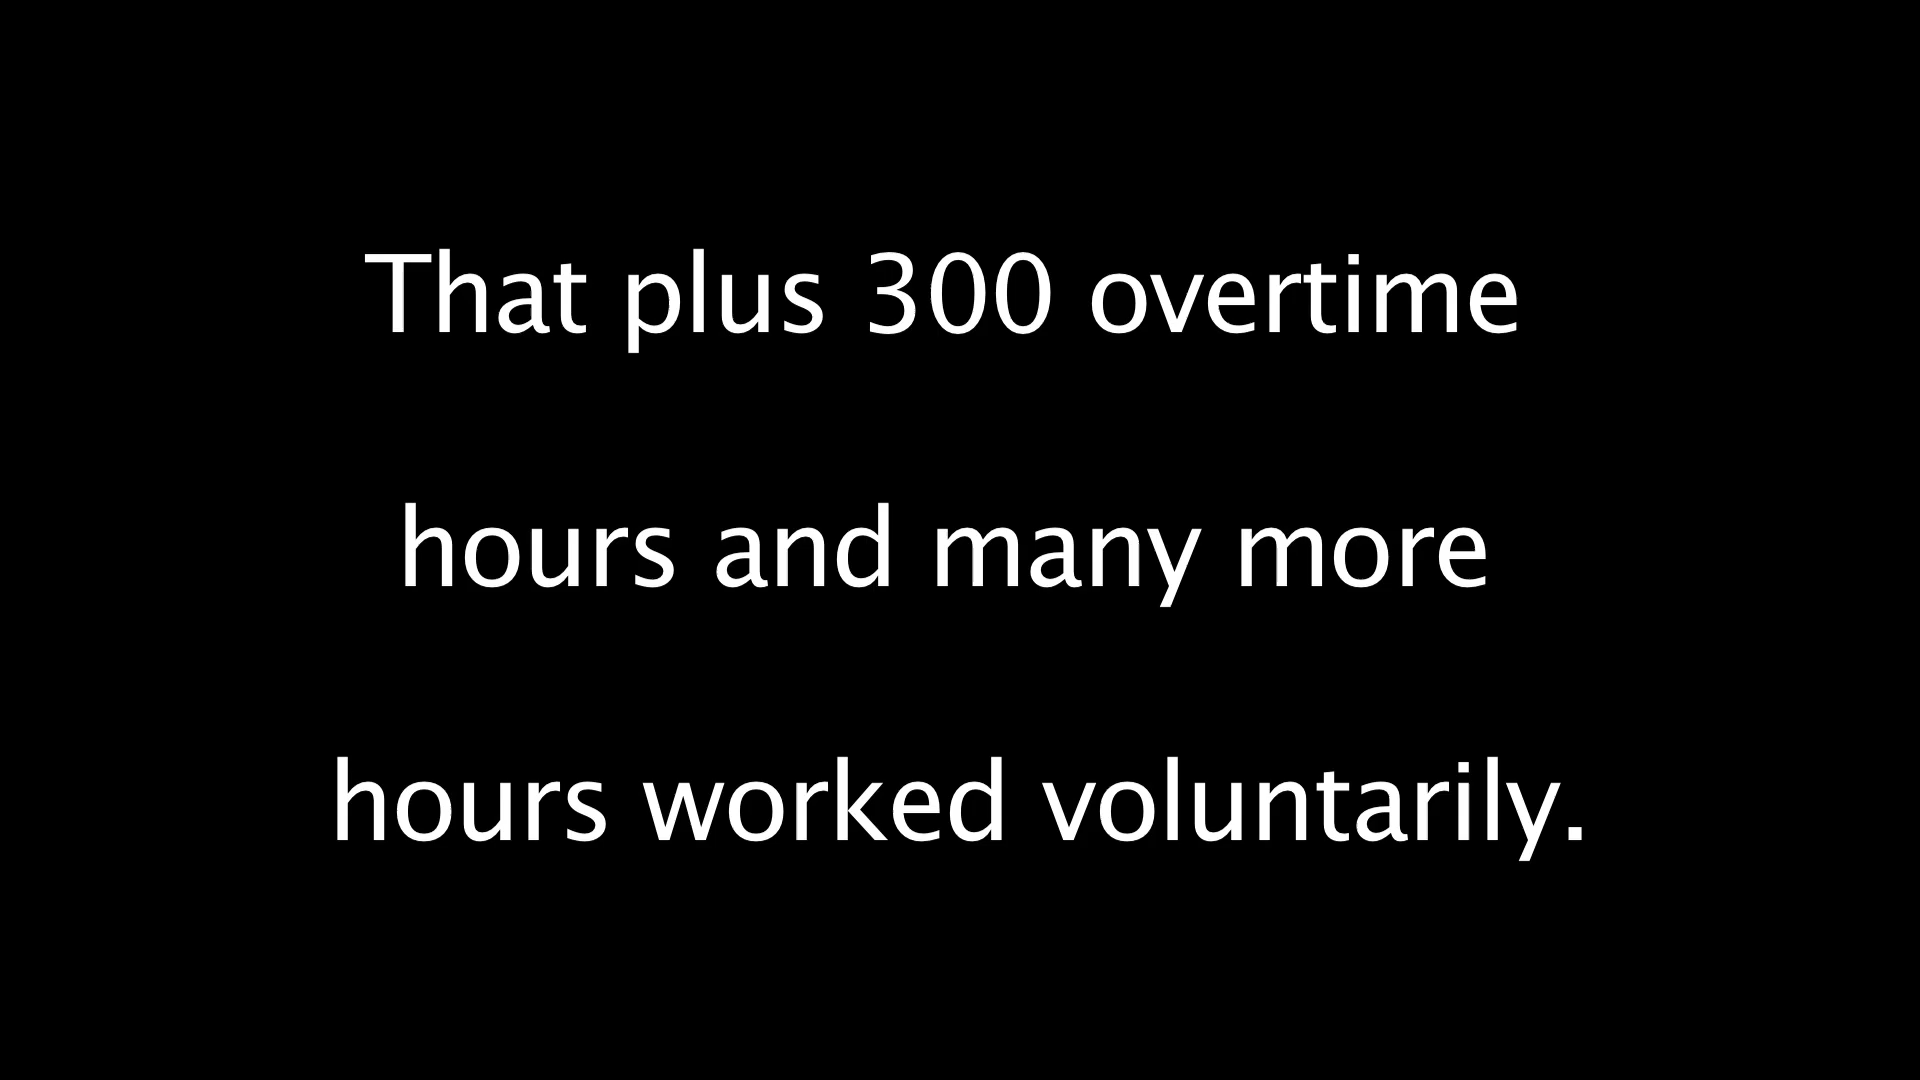 That plus 300 overtime
hours and many more
hours worked voluntarily.